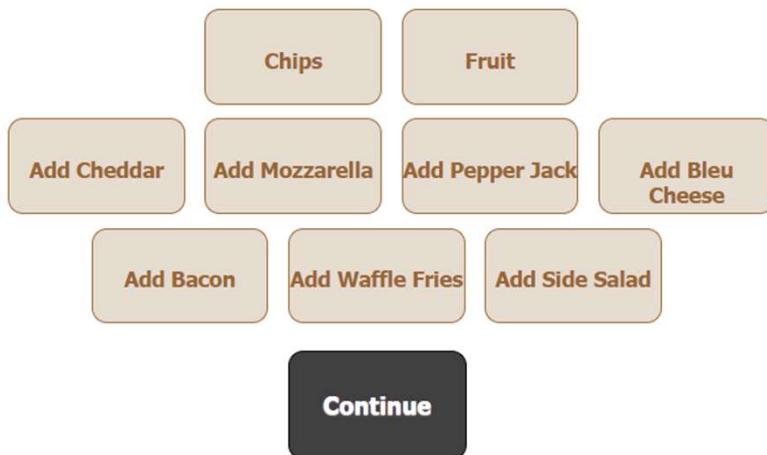 Chips
Fruit
Add Cheddar
Add Mozzarella
Add Pepper Jack
Add Bleu
Cheese
Add Bacon
Add Waffle Fries
Add Side Salad
Continue